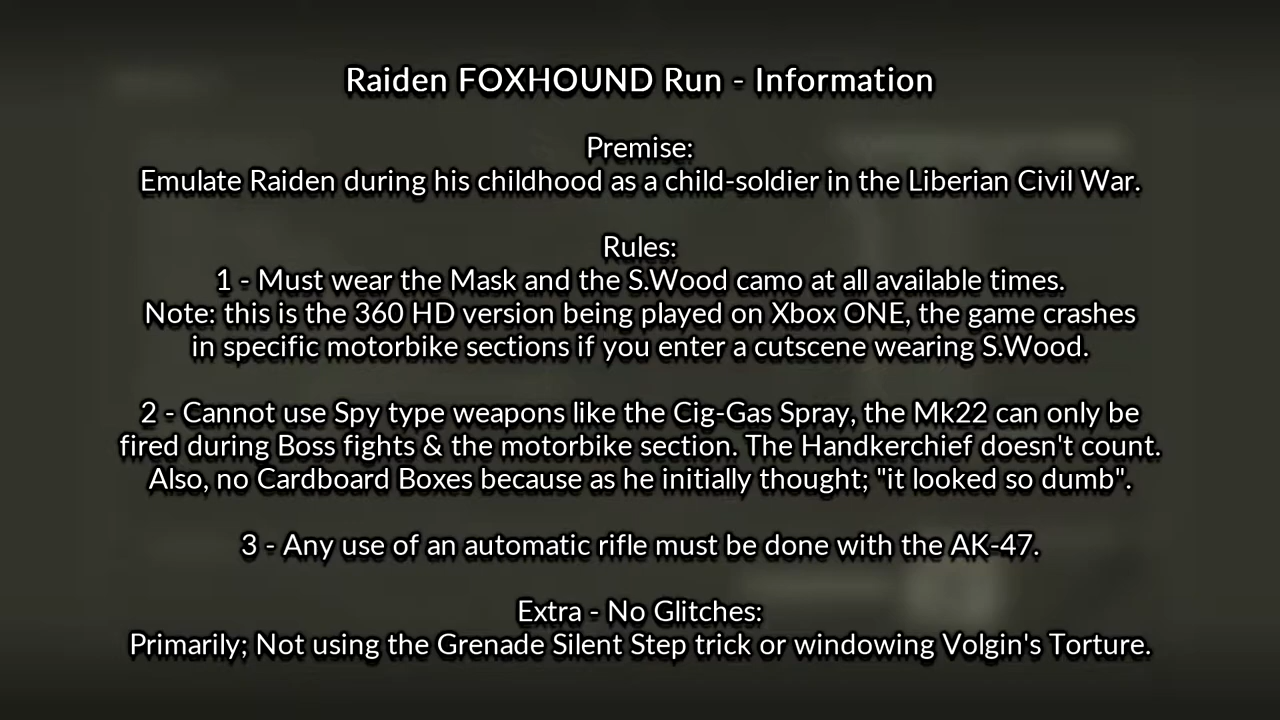 Raiden FOXHOUND Run - Information
Premise:
Emulate Raiden during his childhood as a child-soldier in the Liberian Civil War.
Rules:
1 - Must wear the Mask and the S.Wood camo at all available times.
Note: this is the 360 HD version being played on Xbox ONE, the game crashes
in specific motorbike sections if you enter a cutscene wearing S.Wood.
2 - Cannot use Spy type weapons like the Cig-Gas Spray, the Mk22 can only be
fired during Boss fights & the motorbike section. The Handkerchief doesn't count.
Also, no Cardboard Boxes because as he initially thought; "it looked so dumb".
3 - Any use of an automatic rifle must be done with the AK-47.
Extra - No Glitches:
Primarily; Not using the Grenade Silent Step trick or windowing Volgin's Torture.